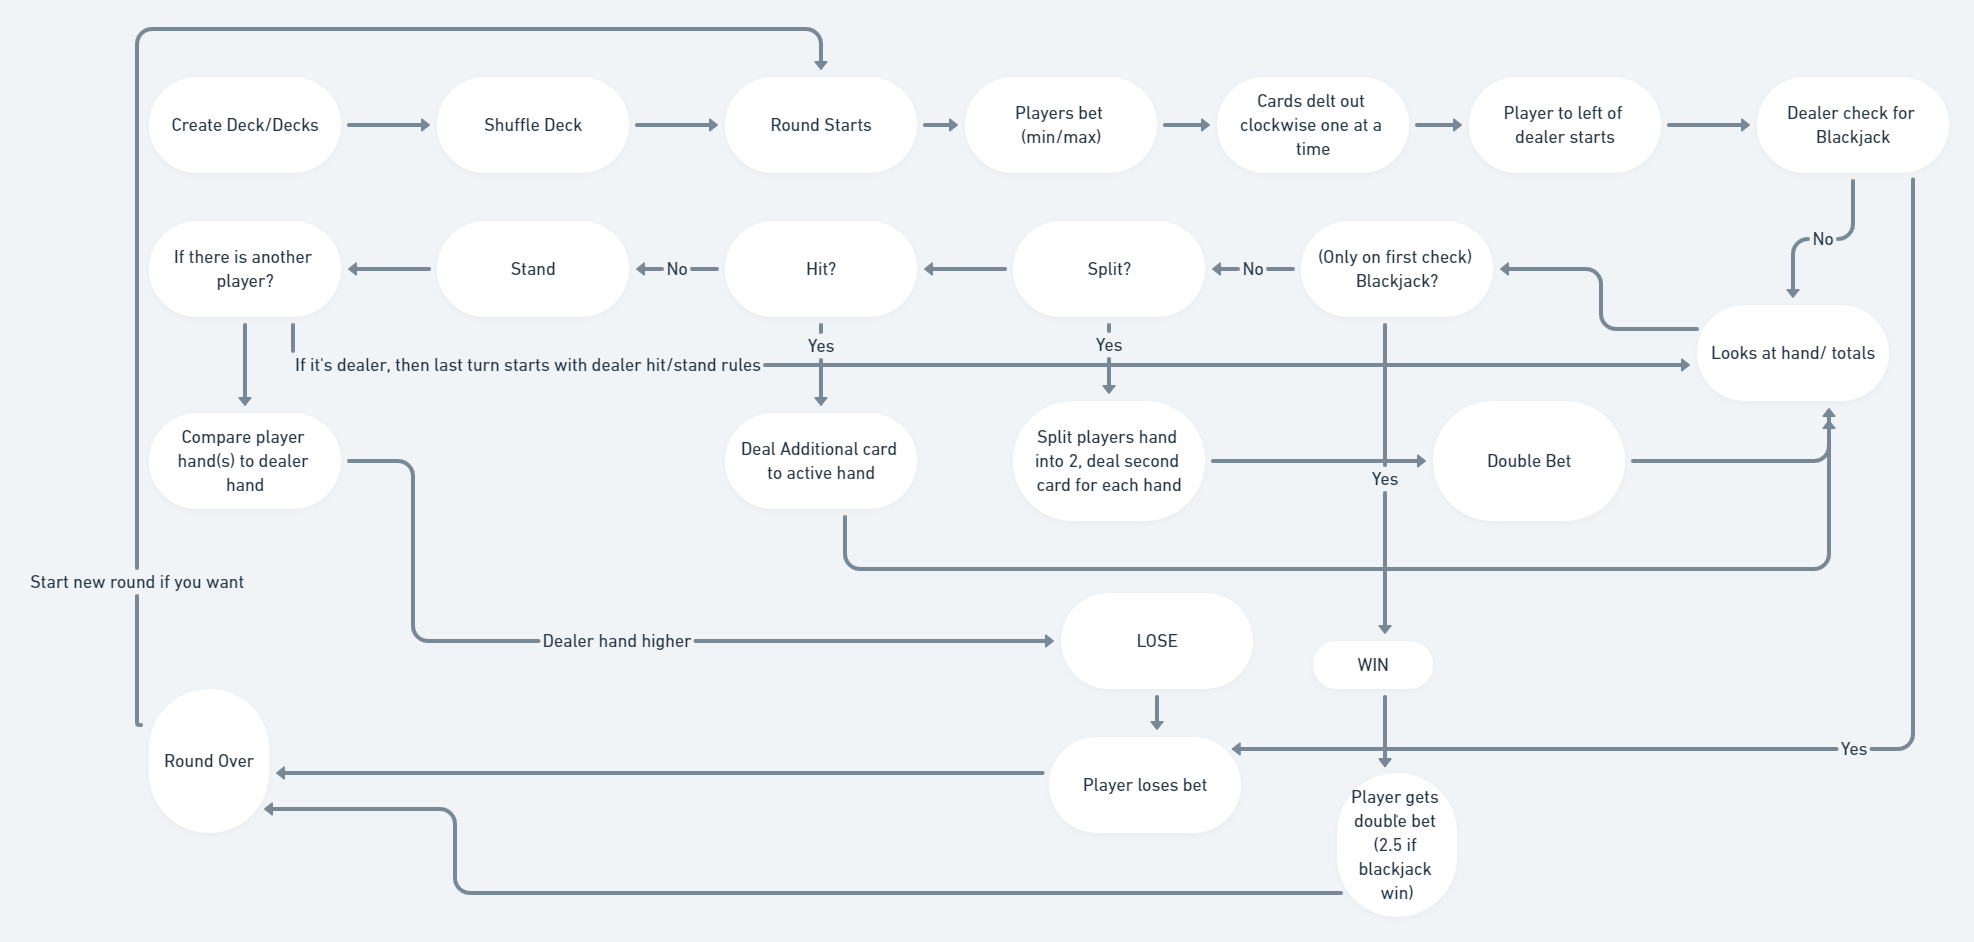 Create Deck/Decks
Shuffle Deck
Round Starts
Players bet
(min/max)
Cards delt out
clockwise one at a
time
Player to left of
dealer starts
Dealer check for
Blackjack
No
If there is another
player?
Stand
No
Hit?
Split?
No
(Only on first check)
Blackjack?
Looks at hand/ totals
Yes
Yes
If it's dealer, then last turn starts with dealer hit/stand rules
Compare player
hand(s) to dealer
hand
Deal Additional card
to active hand
Split players hand
into 2, deal second
card for each hand
Yes
Double Bet
Start new round if you want
Dealer hand higher
LOSE
WIN
Round Over
Player loses bet
Yes
Player gets
double bet
(2.5 if
blackjack
win)